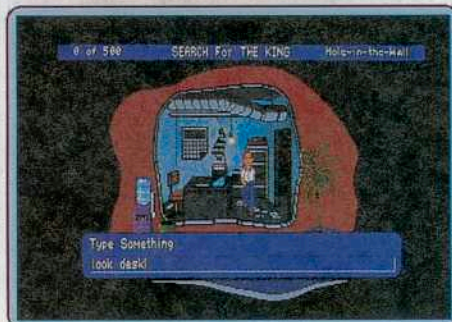 0 of 500 SEARCH For THE KING Hole-in-the-Wall
Type Something
look desk